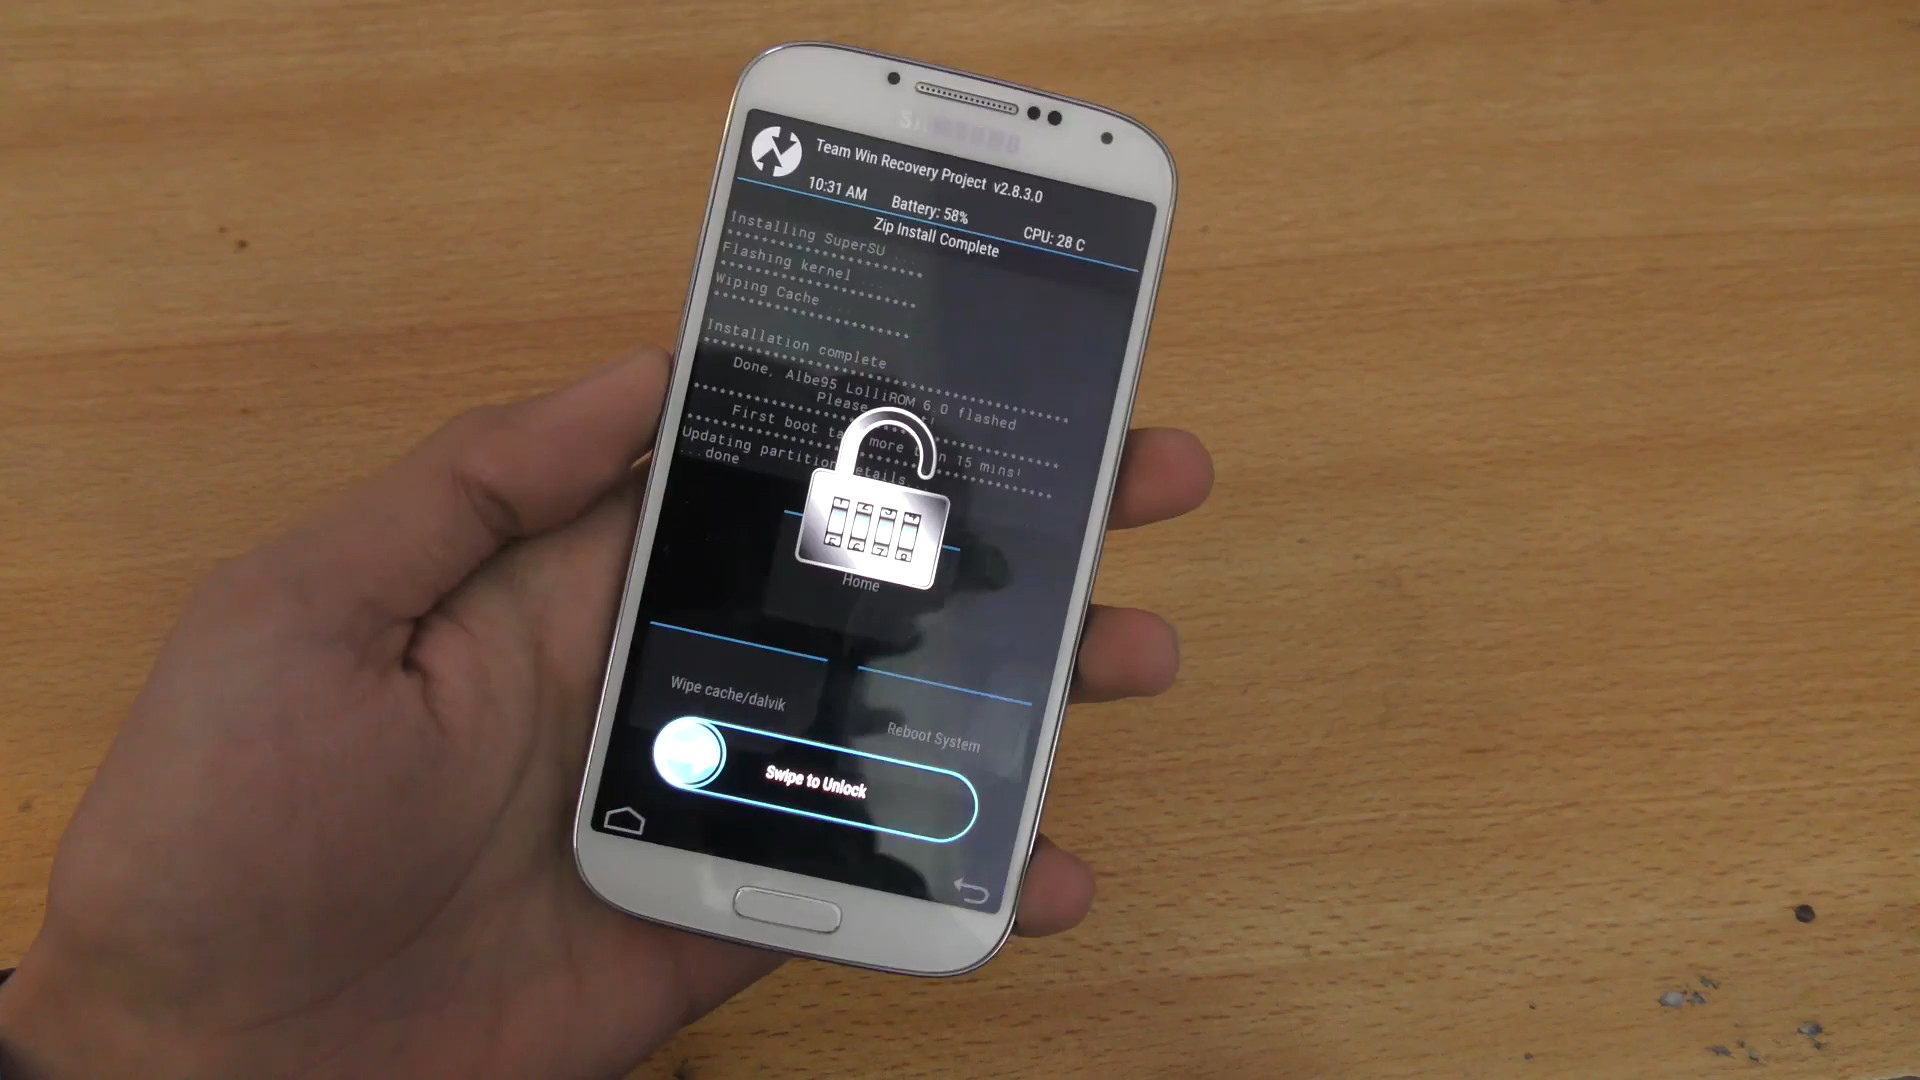 Team Win Recovery Project v2.8.3.0
10:31 AM Battery: 58% CPU: 28 C
Zip Install Complete
Installing SuperSU ...
Flashing kernel ...
Wiping Cache
Installation complete
Done, Albe95 LolliROM 6.0 flashed
Please
First boot more 15 mins!
Updating partition
...done
Home
Wipe cache/dalvik
Reboot System
Swipe to Unlock